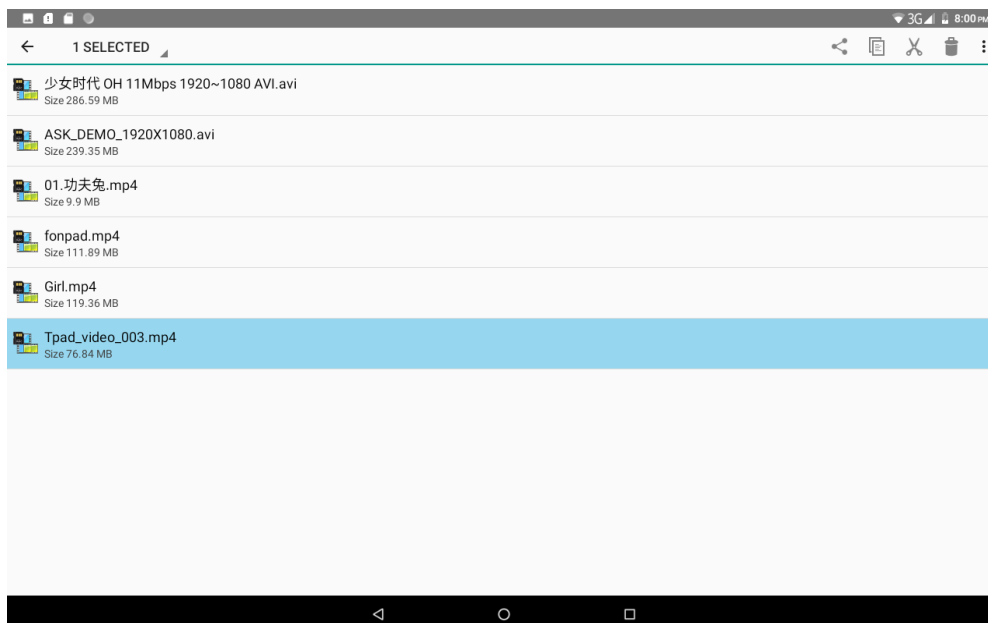 3G 8:00 PM
1 SELECTED
少女时代 OH 11Mbps 1920~1080 AVI.avi
Size 286.59 MB
ASK_DEMO_1920X1080.avi
Size 239.35 MB
01.功夫兔.mp4
Size 9.9 MB
fonpad.mp4
Size 111.89 MB
Girl.mp4
Size 119.36 MB
Tpad_video_003.mp4
Size 76.84 MB